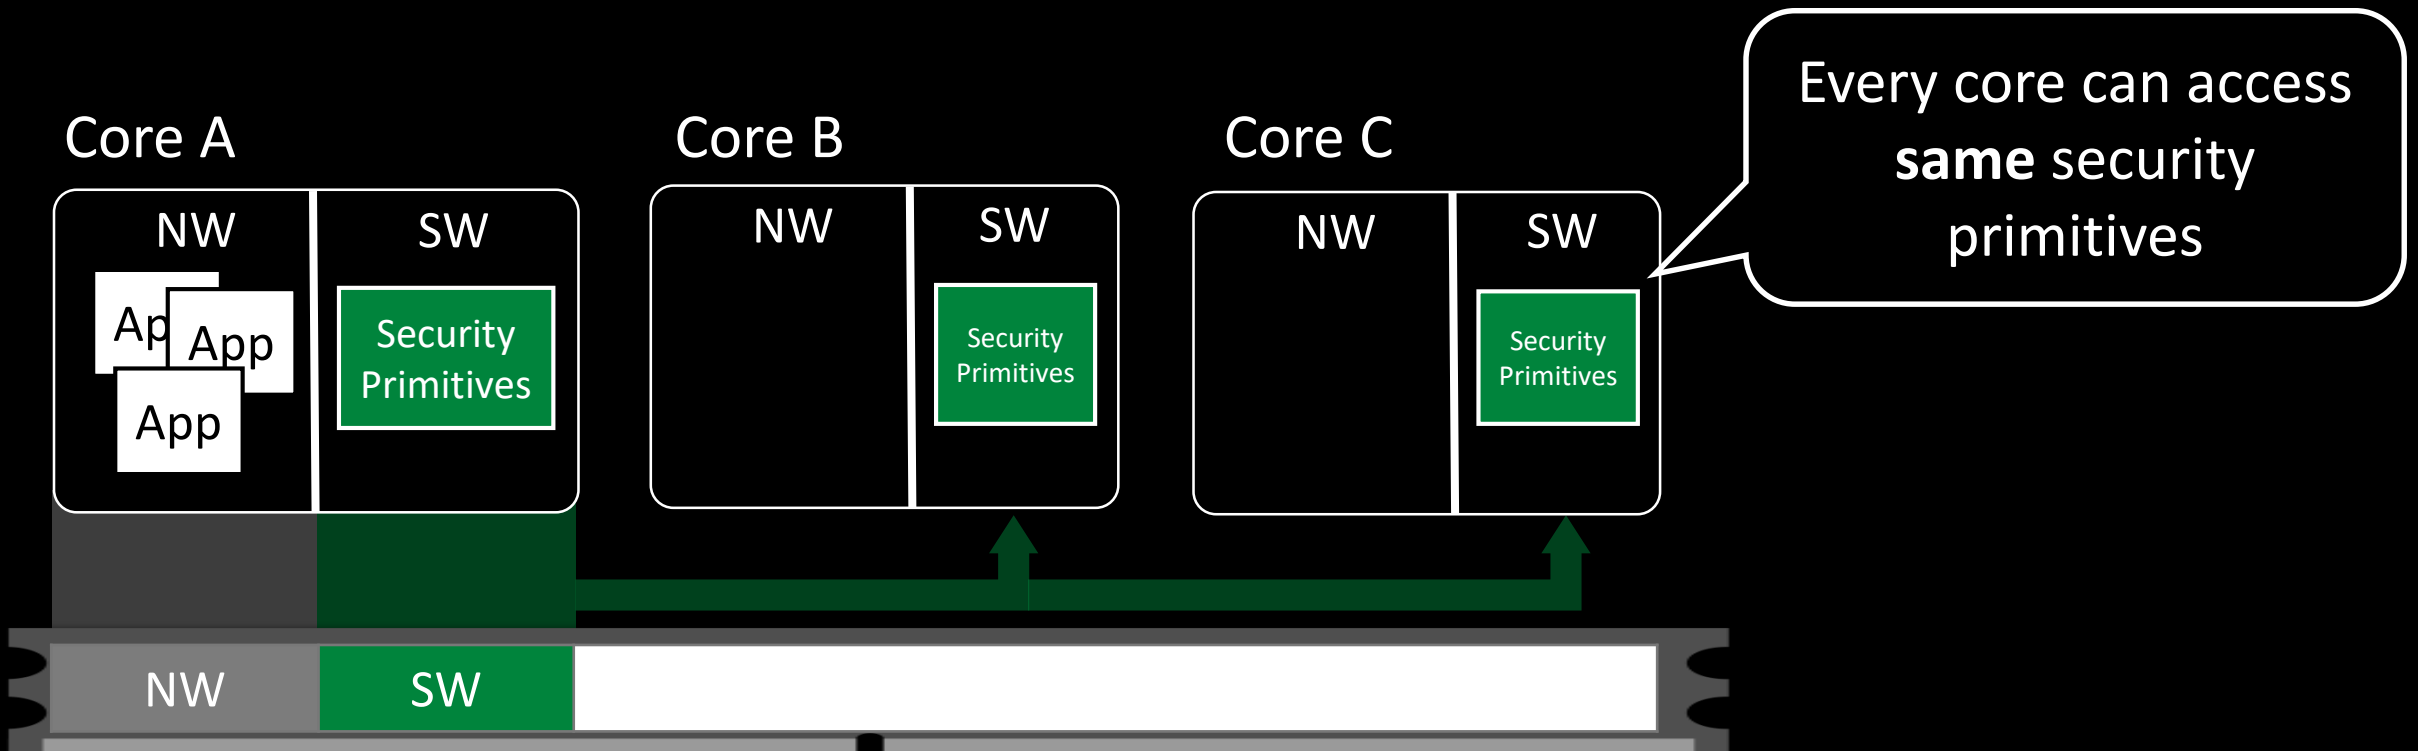 Every core can access
same security
primitives
Core A
Core B
Core C
NW
SW
NW
SW
NW
SW
App
App
Security
Primitives
Security
Primitives
Security
Primitives
NW
SW